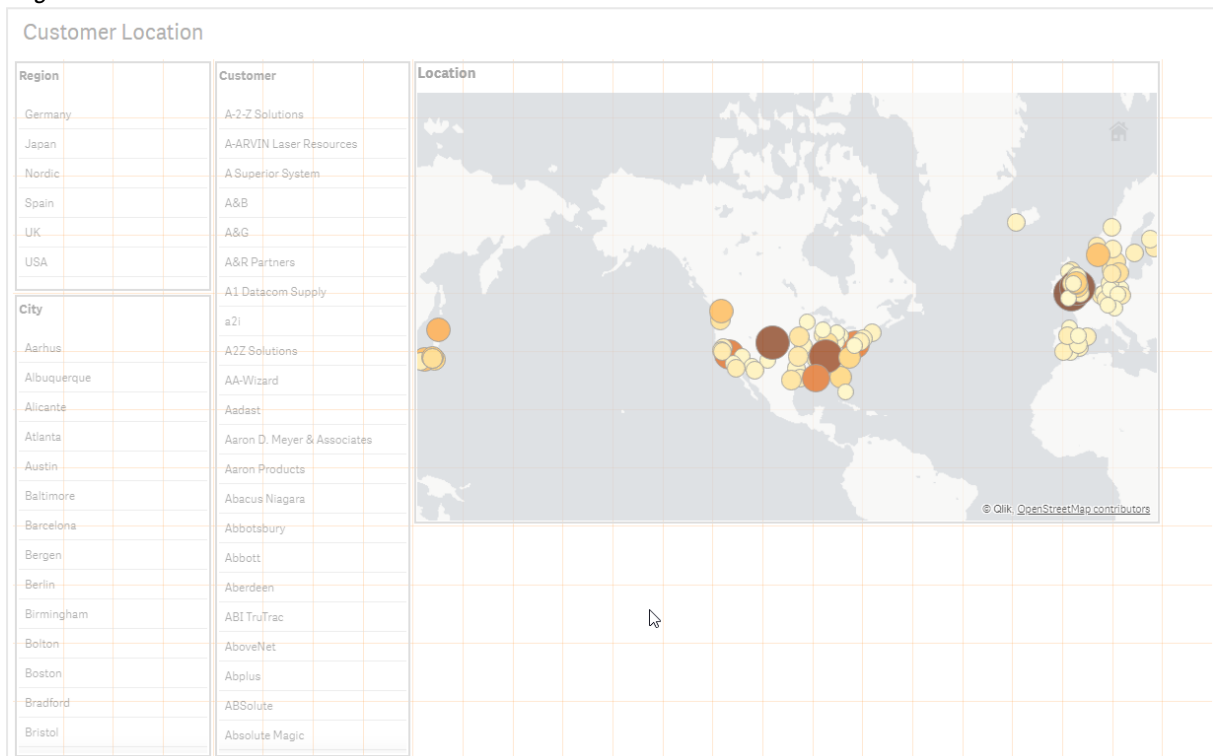 Customer Location
Region
Germany
Japan
Nordic
Spain
UK
USA
City
Aarhus
Albuquerque
Alicante
Atlanta
Austin
Baltimore
Barcelona
Bergen
Berlin
Birmingham
Bolton
Boston
Bradford
Bristol
Customer
A-2-Z Solutions
A-ARVIN Laser Resources
A Superior System
A&B
A&G
A&R Partners
A1 Datacom Supply
a2i
A2Z Solutions
AA-Wizard
Aadast
Aaron D. Meyer & Associates
Aaron Products
Abacus Niagara
Abbotsbury
Abbott
Aberdeen
ABI TruTrac
AboveNet
Abplus
ABSolute
Absolute Magic
Location
© Qlik, OpenStreetMap contributors